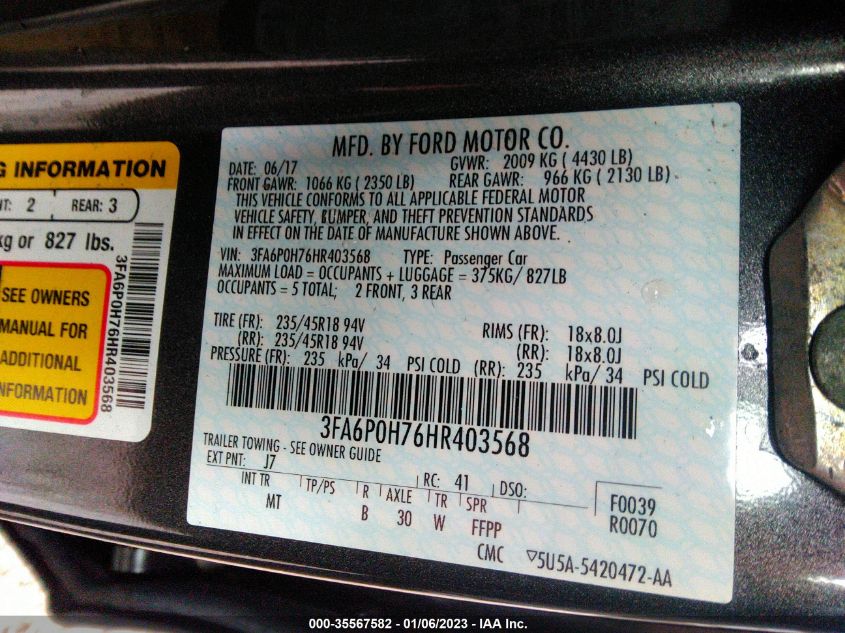 G INFORMATION
NT: 2 REAR: 3
kg or 827 lbs.
SEE OWNERS
MANUAL FOR
ADDITIONAL
INFORMATION
3FA6P0H76HR403568
MFD. BY FORD MOTOR CO.
DATE: 06/17 GVWR: 2009 KG ( 4430 LB)
FRONT GAWR: 1066 KG ( 2350 LB) REAR GAWR: 966 KG ( 2130 LB)
THIS VEHICLE CONFORMS TO ALL APPLICABLE FEDERAL MOTOR
VEHICLE SAFETY, BUMPER, AND THEFT PREVENTION STANDARDS
IN EFFECT ON THE DATE OF MANUFACTURE SHOWN ABOVE.
VIN: 3FA6P0H76HR403568 TYPE: Passenger Car
MAXIMUM LOAD = OCCUPANTS + LUGGAGE = 375KG/ 827LB
OCCUPANTS = 5 TOTAL; 2 FRONT, 3 REAR
TIRE (FR): 235/45R18 94V RIMS (FR): 18x8.0J
(RR): 235/45R18 94V (RR): 18x8.0J
PRESSURE (FR): 235 kPa/ 34 PSI COLD (RR): 235 kPa/ 34 PSI COLD
3FA6P0H76HR403568
TRAILER TOWING - SEE OWNER GUIDE
EXT PNT: J7 RC: 41 DSO:
INT TR TP/PS R AXLE TR SPR F0039
MT B 30 W FFPP R0070
CMC ▽5U5A-5420472-AA
000-35567582 / 01/06/2023 - IAA Inc.